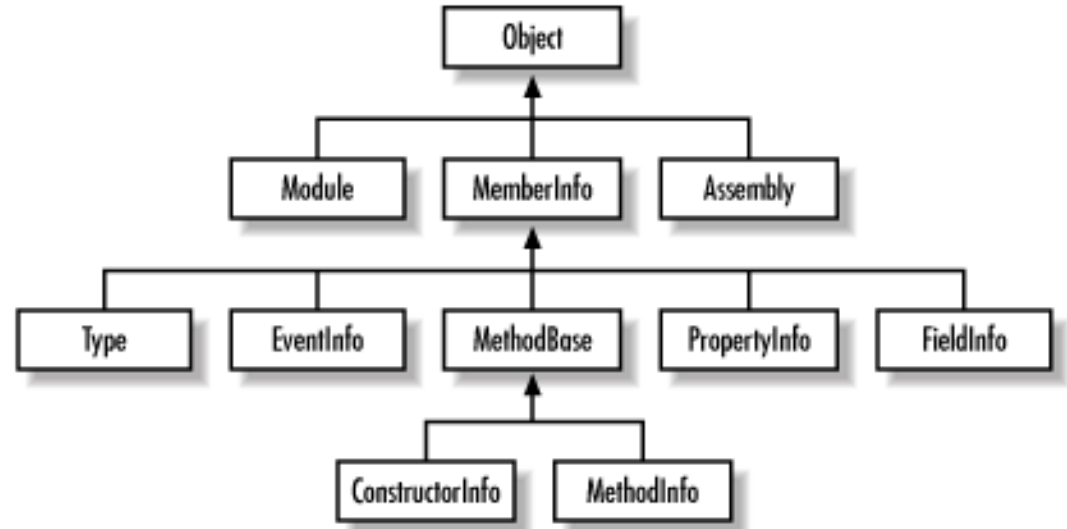 Object
Module
MemberInfo
Assembly
Type
EventInfo
MethodBase
PropertyInfo
FieldInfo
ConstructorInfo
MethodInfo